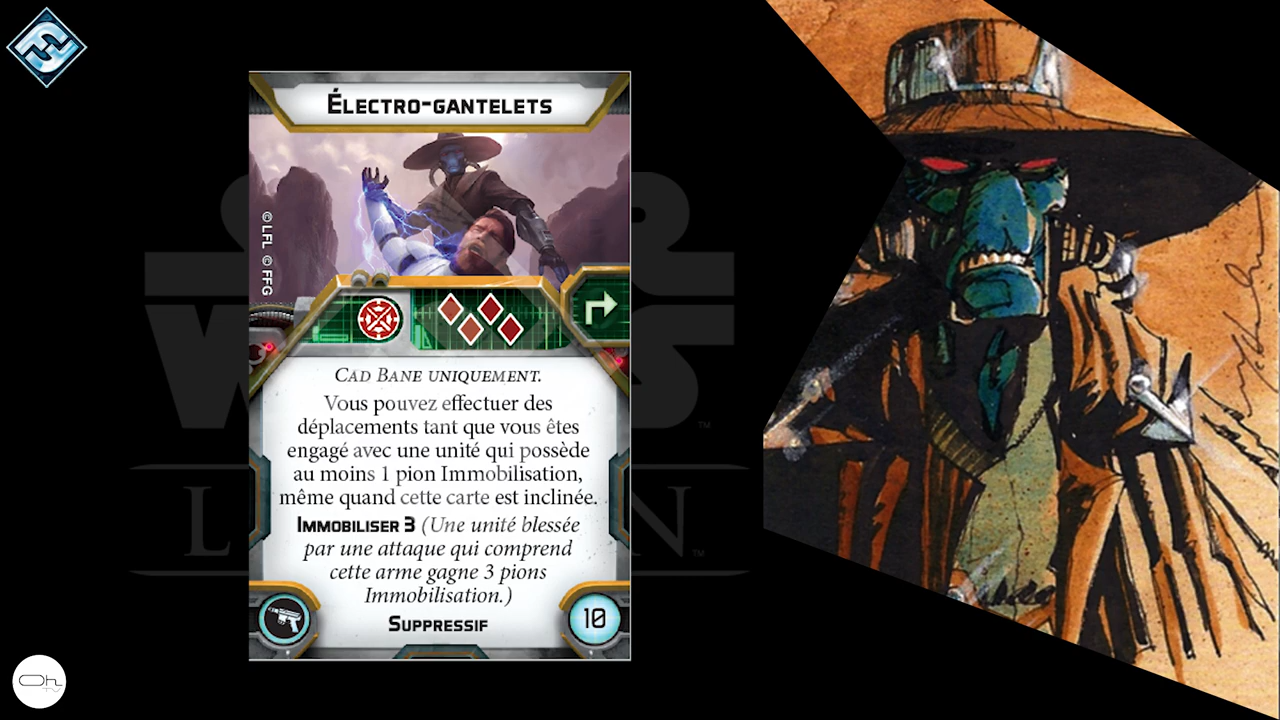 Électro-gantelets
© LFL © FFG
Cad Bane uniquement.
Vous pouvez effectuer des
déplacements tant que vous êtes
engagé avec une unité qui possède
au moins 1 pion Immobilisation,
même quand cette carte est inclinée.
Immobiliser 3 (Une unité blessée
par une attaque qui comprend
cette arme gagne 3 pions
Immobilisation.)
Suppressif
10
Oh
TV